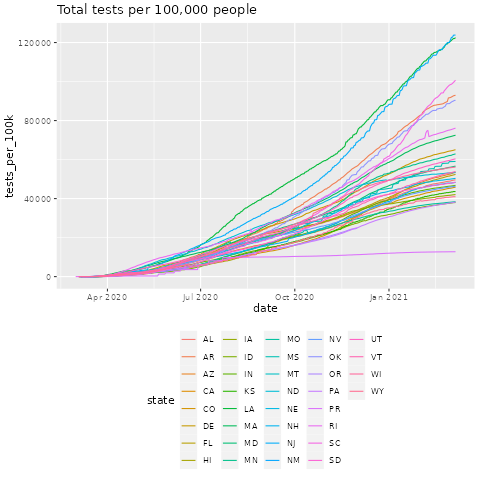 Total tests per 100,000 people
tests_per_100k
120000
80000
40000
0
Apr 2020 Jul 2020 Oct 2020 Jan 2021
date
state
AL IA MO NV UT
AR ID MS OK VT
AZ IN MT OR WI
CA KS ND PA WY
CO LA NE PR
DE MA NH RI
FL MD NJ SC
HI MN NM SD